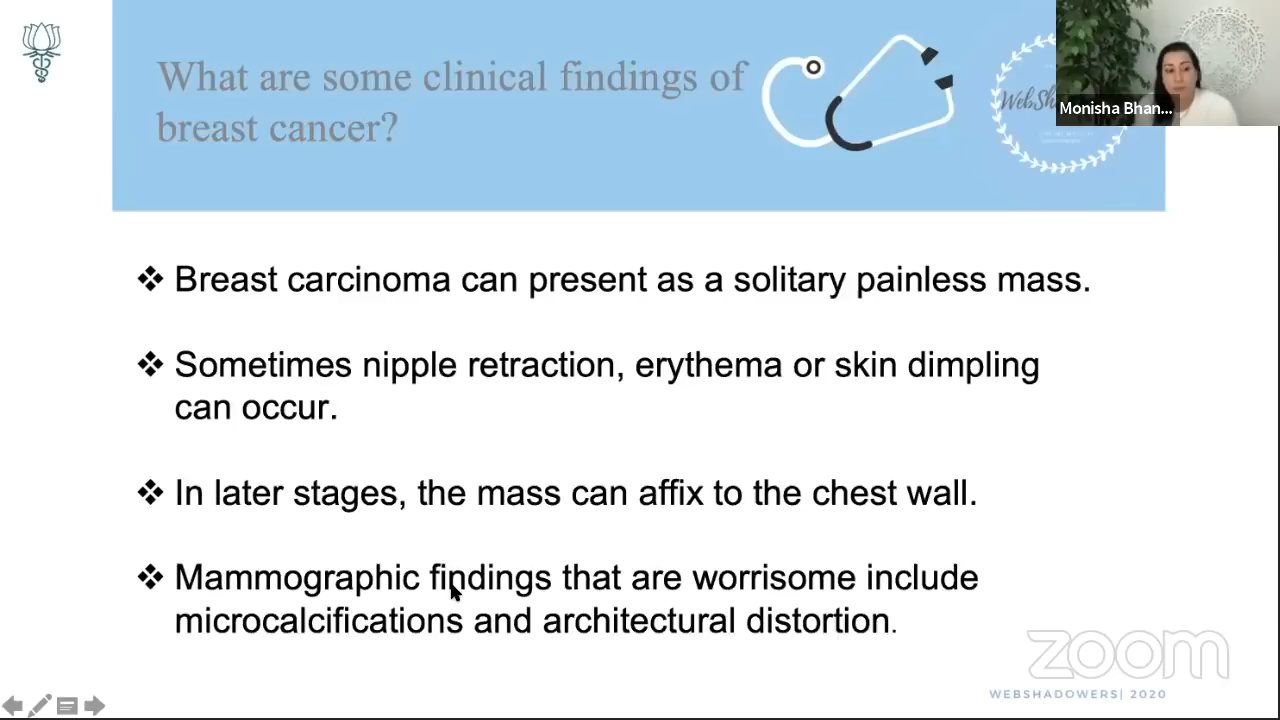 What are some clinical findings of
breast cancer?
WebSh
Monisha Bhan...
❖ Breast carcinoma can present as a solitary painless mass.
❖ Sometimes nipple retraction, erythema or skin dimpling
can occur.
❖ In later stages, the mass can affix to the chest wall.
❖ Mammographic findings that are worrisome include
microcalcifications and architectural distortion.
zoom
WEBSHADOWERS| 2020